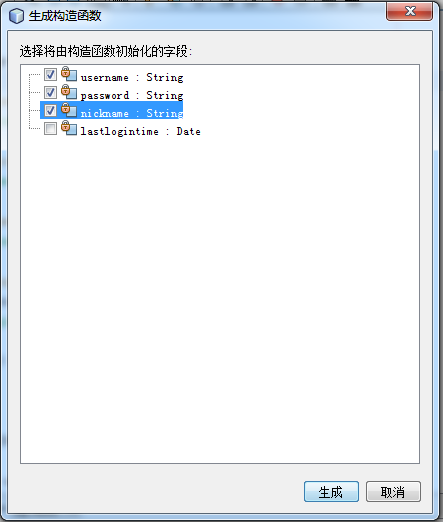 生成构造函数
选择将由构造函数初始化的字段:
username : String
password : String
nickname : String
lastlogintime : Date
生成
取消